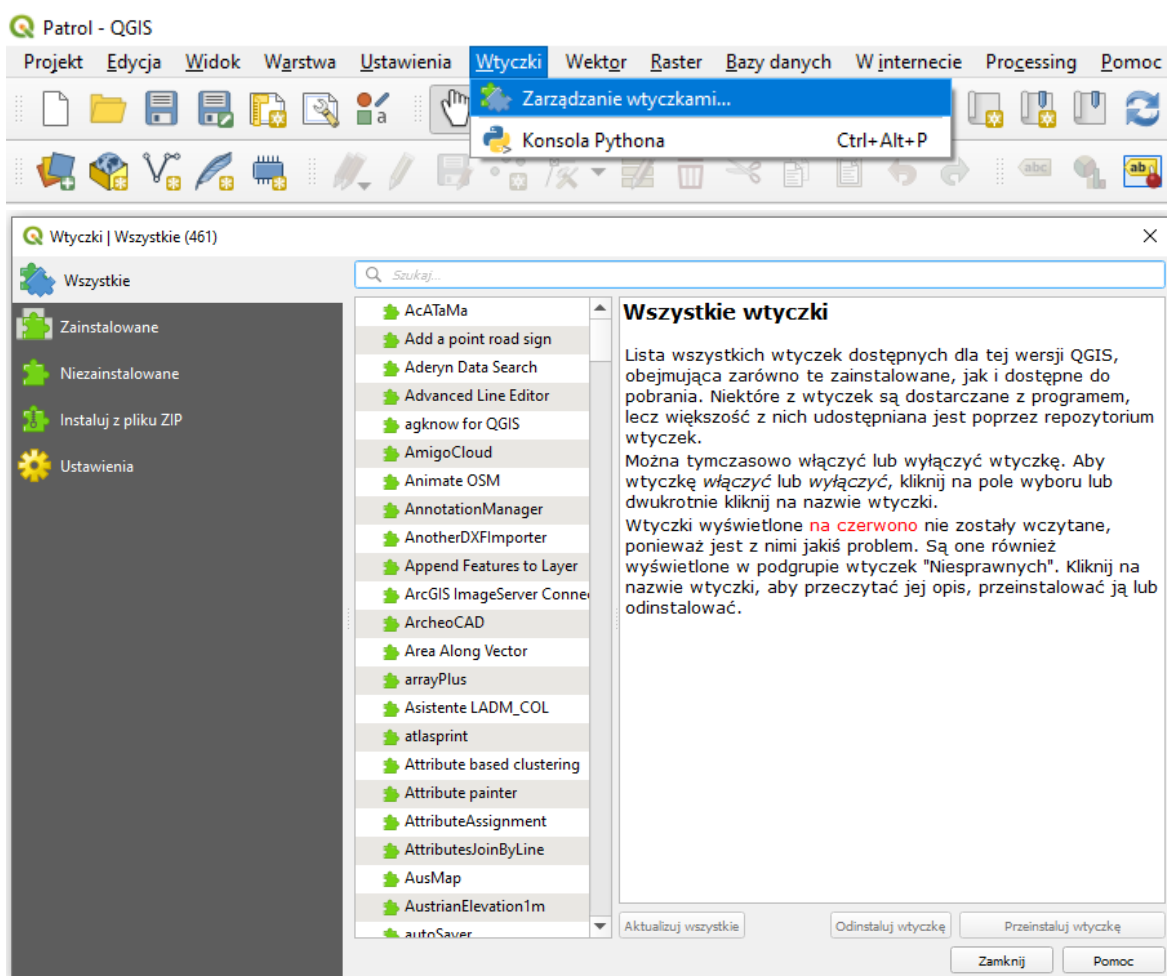 Patrol - QGIS
Projekt Edycja Widok Warstwa Ustawienia Wtyczki Wektor Raster Bazy danych W internecie Processing Pomoc
Zarządzanie wtyczkami...
Konsola Pythona Ctrl+Alt+P
a
abc
ab
Wtyczki | Wszystkie (461)
Wszystkie
Zainstalowane
Niezainstalowane
Instaluj z pliku ZIP
Ustawienia
Szukaj...
AcATaMa
Add a point road sign
Aderyn Data Search
Advanced Line Editor
agknow for QGIS
AmigoCloud
Animate OSM
AnnotationManager
AnotherDXFImporter
Append Features to Layer
ArcGIS ImageServer Conne
ArcheoCAD
Area Along Vector
arrayPlus
Asistente LADM_COL
atlasprint
Attribute based clustering
Attribute painter
AttributeAssignment
AttributesJoinByLine
AusMap
AustrianElevation1m
autoSaver
Wszystkie wtyczki
Lista wszystkich wtyczek dostępnych dla tej wersji QGIS,
obejmująca zarówno te zainstalowane, jak i dostępne do
pobrania. Niektóre z wtyczek są dostarczane z programem,
lecz większość z nich udostępniana jest poprzez repozytorium
wtyczek.
Można tymczasowo włączyć lub wyłączyć wtyczkę. Aby
wtyczkę włączyć lub wyłączyć, kliknij na pole wyboru lub
dwukrotnie kliknij na nazwie wtyczki.
Wtyczki wyświetlone na czerwono nie zostały wczytane,
ponieważ jest z nimi jakiś problem. Są one również
wyświetlone w podgrupie wtyczek "Niesprawnych". Kliknij na
nazwie wtyczki, aby przeczytać jej opis, przeinstalować ją lub
odinstalować.
Aktualizuj wszystkie Odinstaluj wtyczkę Przeinstaluj wtyczkę
Zamknij Pomoc